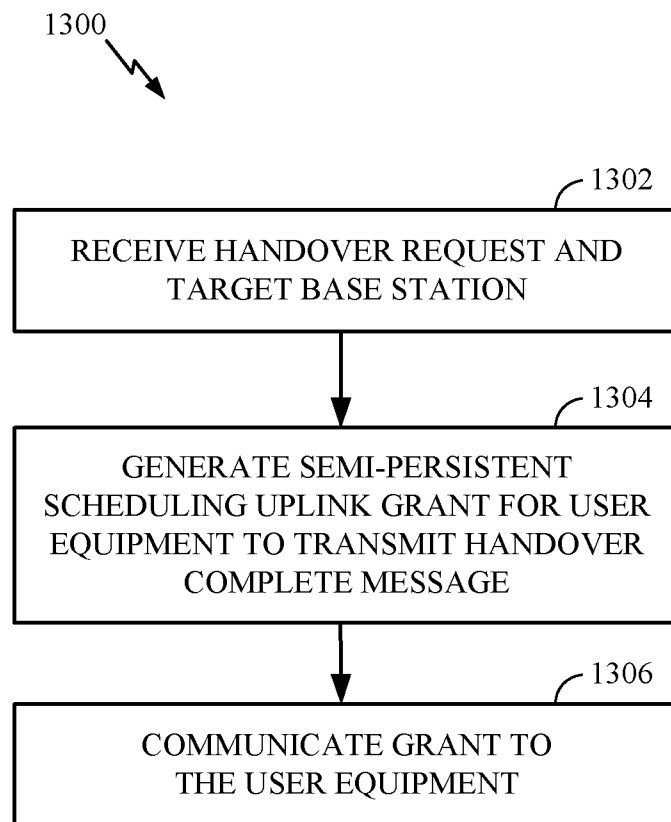 1300
1302
RECEIVE HANDOVER REQUEST AND
TARGET BASE STATION
1304
GENERATE SEMI-PERSISTENT
SCHEDULING UPLINK GRANT FOR USER
EQUIPMENT TO TRANSMIT HANDOVER
COMPLETE MESSAGE
1306
COMMUNICATE GRANT TO
THE USER EQUIPMENT